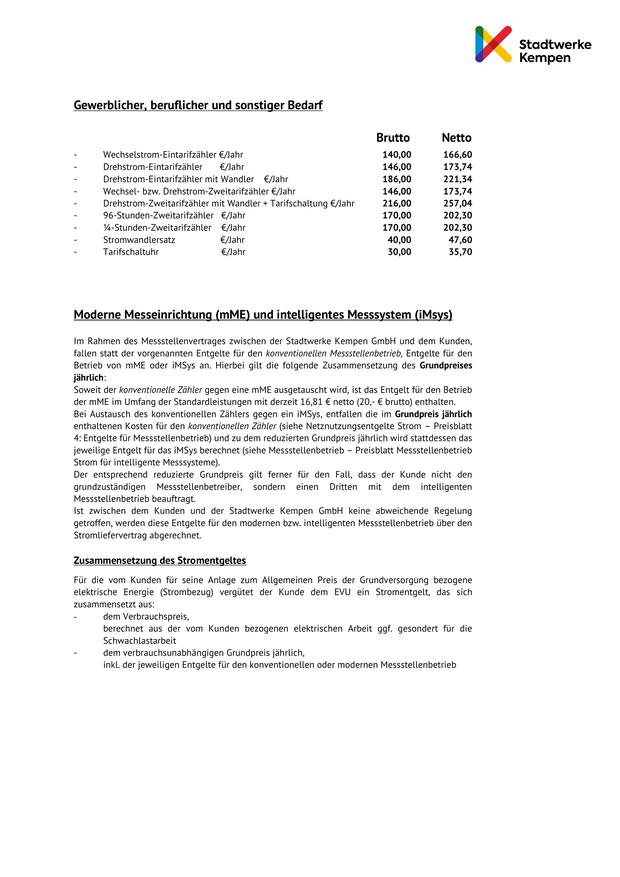 Stadtwerke
Kempen
Gewerblicher, beruflicher und sonstiger Bedarf
Brutto Netto
- Wechselstrom-Eintarifzähler €/Jahr 140,00 166,60
- Drehstrom-Eintarifzähler €/Jahr 146,00 173,74
- Drehstrom-Eintarifzähler mit Wandler €/Jahr 186,00 221,34
- Wechsel- bzw. Drehstrom-Zweitarifzähler €/Jahr 146,00 173,74
- Drehstrom-Zweitarifzähler mit Wandler + Tarifschaltung €/Jahr 216,00 257,04
- 96-Stunden-Zweitarifzähler €/Jahr 170,00 202,30
- ¼-Stunden-Zweitarifzähler €/Jahr 170,00 202,30
- Stromwandlersatz €/Jahr 40,00 47,60
- Tarifschaltuhr €/Jahr 30,00 35,70
Moderne Messeinrichtung (mME) und intelligentes Messsystem (iMsys)
Im Rahmen des Messstellenvertrages zwischen der Stadtwerke Kempen GmbH und dem Kunden,
fallen statt der vorgenannten Entgelte für den konventionellen Messstellenbetrieb, Entgelte für den
Betrieb von mME oder iMSys an. Hierbei gilt die folgende Zusammensetzung des Grundpreises
jährlich:
Soweit der konventionelle Zähler gegen eine mME ausgetauscht wird, ist das Entgelt für den Betrieb
der mME im Umfang der Standardleistungen mit derzeit 16,81 € netto (20,- € brutto) enthalten.
Bei Austausch des konventionellen Zählers gegen ein iMSys, entfallen die im Grundpreis jährlich
enthaltenen Kosten für den konventionellen Zähler (siehe Netznutzungsentgelte Strom – Preisblatt
4: Entgelte für Messstellenbetrieb) und zu dem reduzierten Grundpreis jährlich wird stattdessen das
jeweilige Entgelt für das iMSys berechnet (siehe Messstellenbetrieb – Preisblatt Messstellenbetrieb
Strom für intelligente Messsysteme).
Der entsprechend reduzierte Grundpreis gilt ferner für den Fall, dass der Kunde nicht den
grundzuständigen Messstellenbetreiber, sondern einen Dritten mit dem intelligenten
Messstellenbetrieb beauftragt.
Ist zwischen dem Kunden und der Stadtwerke Kempen GmbH keine abweichende Regelung
getroffen, werden diese Entgelte für den modernen bzw. intelligenten Messstellenbetrieb über den
Stromliefervertrag abgerechnet.
Zusammensetzung des Stromentgeltes
Für die vom Kunden für seine Anlage zum Allgemeinen Preis der Grundversorgung bezogene
elektrische Energie (Strombezug) vergütet der Kunde dem EVU ein Stromentgelt, das sich
zusammensetzt aus:
- dem Verbrauchspreis,
berechnet aus der vom Kunden bezogenen elektrischen Arbeit ggf. gesondert für die
Schwachlastarbeit
- dem verbrauchsunabhängigen Grundpreis jährlich,
inkl. der jeweiligen Entgelte für den konventionellen oder modernen Messstellenbetrieb